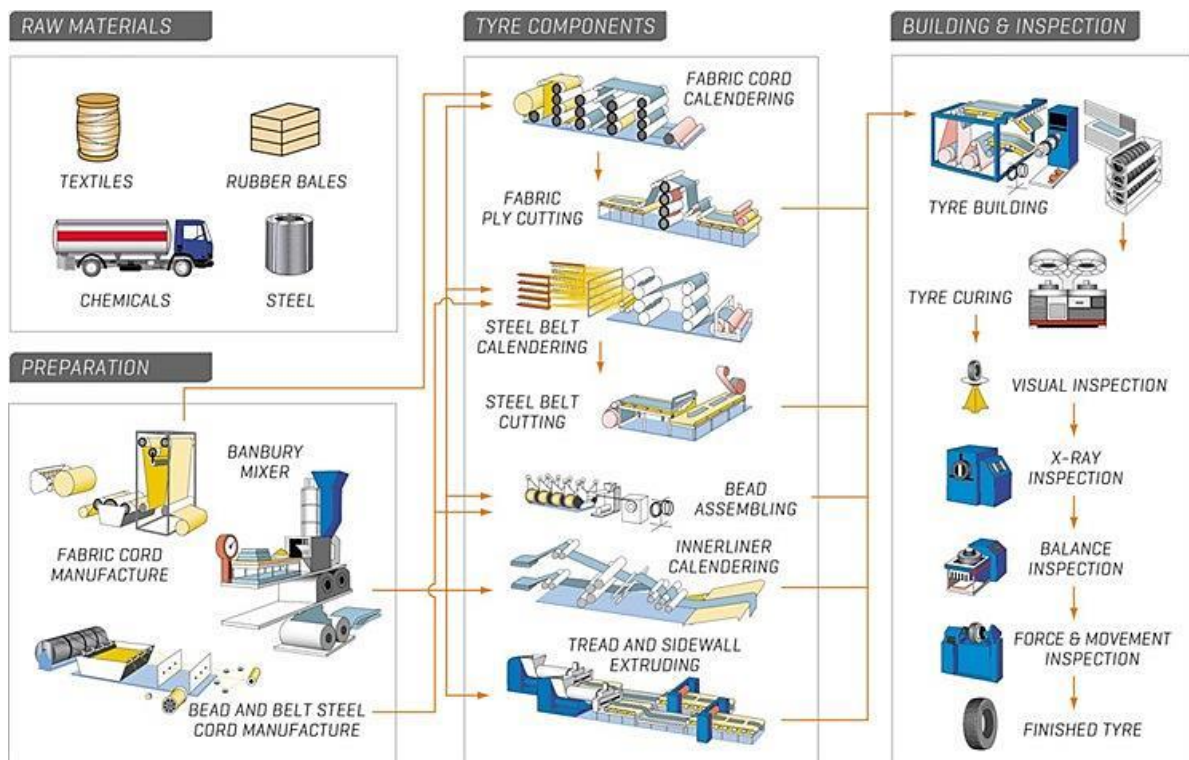 RAW MATERIALS
TEXTILES
RUBBER BALES
CHEMICALS
STEEL
PREPARATION
BANBURY
MIXER
FABRIC CORD
MANUFACTURE
BEAD AND BELT STEEL
CORD MANUFACTURE
TYRE COMPONENTS
FABRIC CORD
CALENDERING
FABRIC
PLY CUTTING
STEEL BELT
CALENDERING
STEEL BELT
CUTTING
BEAD
ASSEMBLING
INNERLINER
CALENDERING
TREAD AND SIDEWALL
EXTRUDING
BUILDING & INSPECTION
TYRE BUILDING
TYRE CURING
VISUAL INSPECTION
X-RAY
INSPECTION
BALANCE
INSPECTION
FORCE & MOVEMENT
INSPECTION
FINISHED TYRE